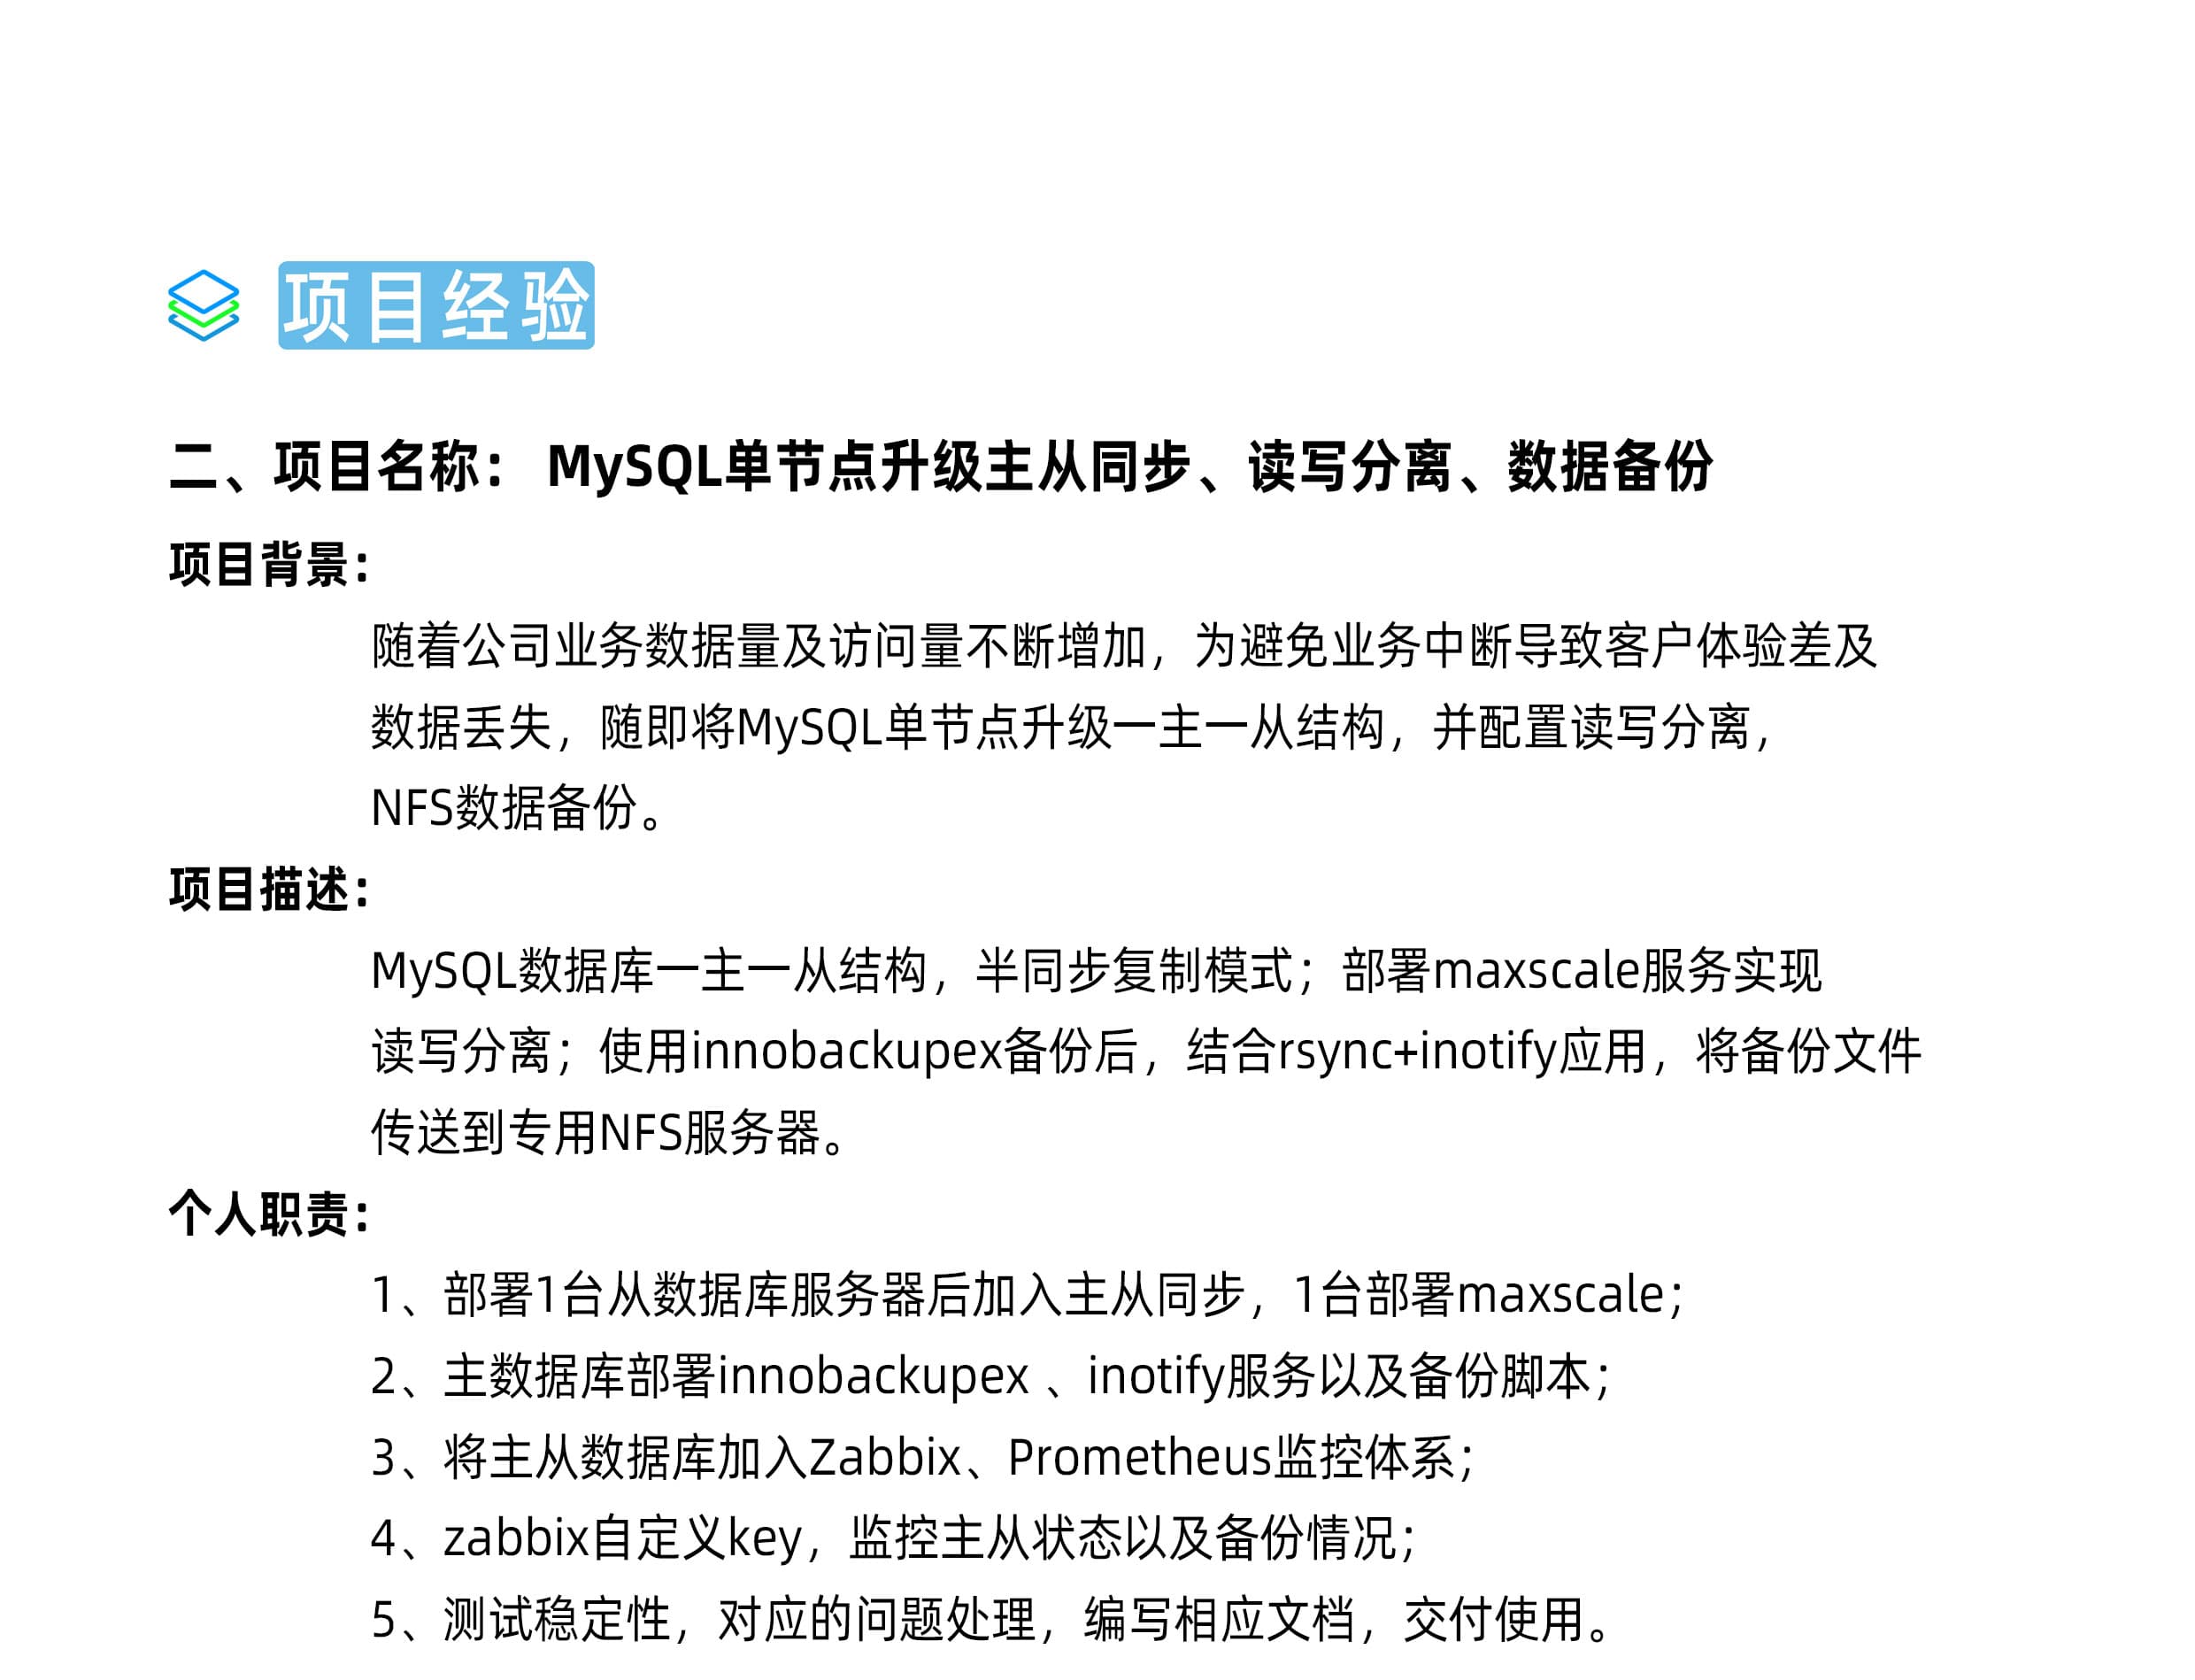 项目经验
二、项目名称： MySQL单节点升级主从同步、读写分离、数据备份
项目背景：
随着公司业务数据量及访问量不断增加，为避免业务中断导致客户体验差及
数据丢失，随即将MySQL单节点升级一主一从结构，并配置读写分离，
NFS数据备份。
项目描述：
MySQL数据库一主一从结构，半同步复制模式；部署maxscale服务实现
读写分离；使用innobackupex备份后，结合rsync+inotify应用，将备份文件
传送到专用NFS服务器。
个人职责：
1、部署1台从数据库服务器后加入主从同步，1台部署maxscale；
2、主数据库部署innobackupex 、inotify服务以及备份脚本；
3、将主从数据库加入Zabbix、Prometheus监控体系；
4、zabbix自定义key，监控主从状态以及备份情况；
5、测试稳定性，对应的问题处理，编写相应文档，交付使用。